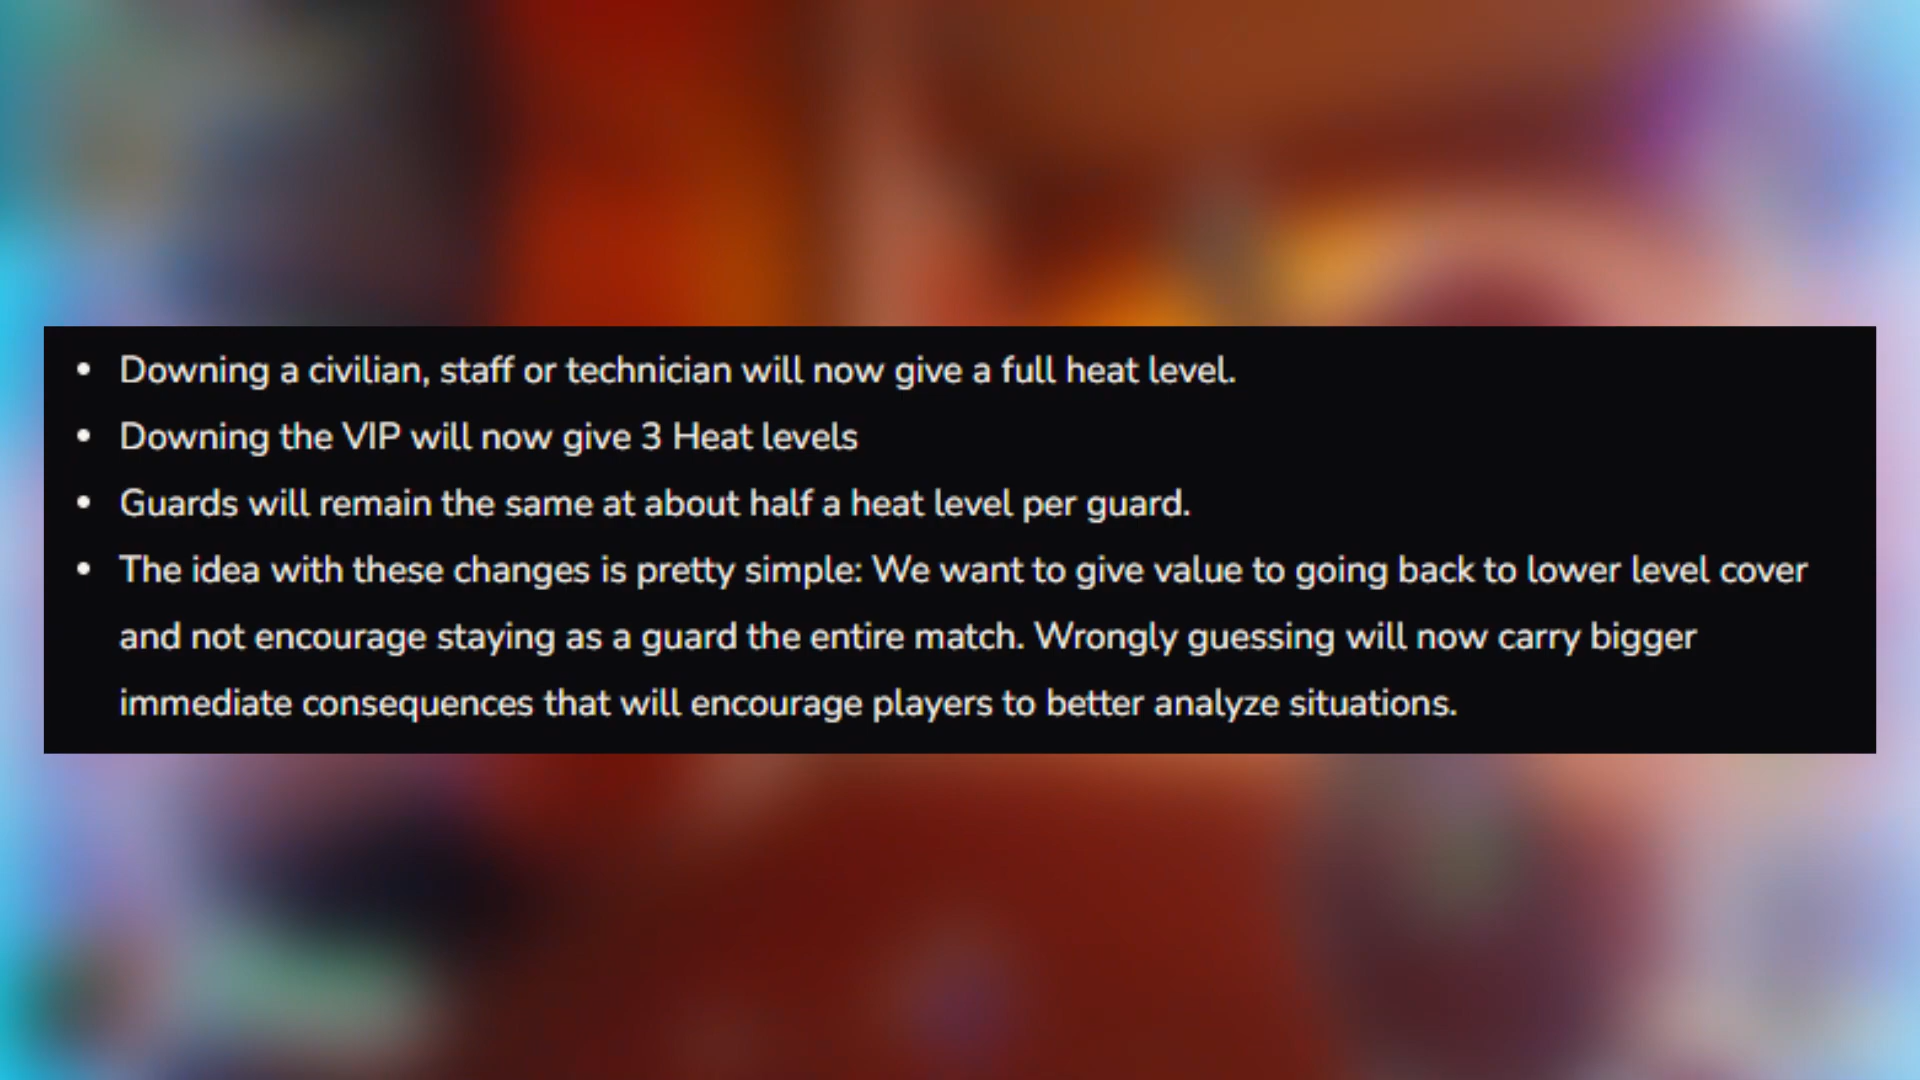 • Downing a civilian, staff or technician will now give a full heat level.
• Downing the VIP will now give 3 Heat levels
• Guards will remain the same at about half a heat level per guard.
• The idea with these changes is pretty simple: We want to give value to going back to lower level cover
and not encourage staying as a guard the entire match. Wrongly guessing will now carry bigger
immediate consequences that will encourage players to better analyze situations.